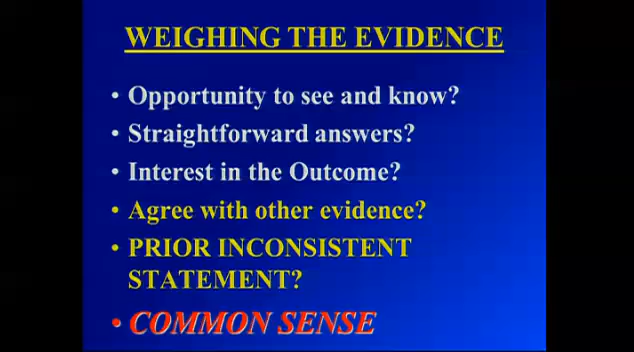 WEIGHING THE EVIDENCE
• Opportunity to see and know?
• Straightforward answers?
• Interest in the Outcome?
• Agree with other evidence?
• PRIOR INCONSISTENT
STATEMENT?
• COMMON SENSE